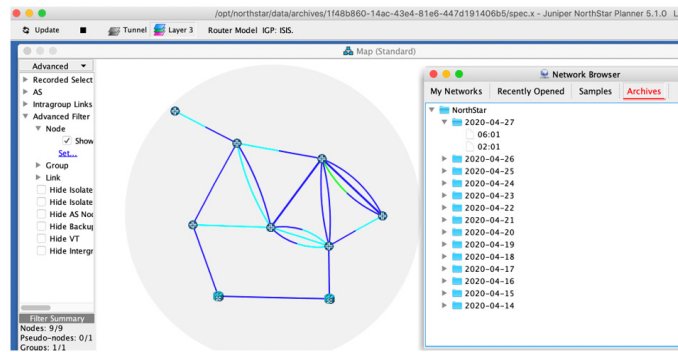 /opt/northstar/data/archives/1f48b860-14ac-43e4-81e6-447d191406b5/spec.x - Juniper NorthStar Planner 5.1.0 L
Update Tunnel Layer 3 Router Model IGP: ISIS.
Map (Standard)
Advanced
Recorded Select
AS
Intragroup Links
Advanced Filter
Node
Show
Set...
Group
Link
Hide Isolate
Hide Isolate
Hide AS Noc
Hide Backu
Hide VT
Hide Intergr
Filter Summary
Nodes: 9/9
Pseudo-nodes: 0/1
Groups: 1/1
Network Browser
My Networks Recently Opened Samples Archives
NorthStar
2020-04-27
06:01
02:01
2020-04-26
2020-04-25
2020-04-24
2020-04-23
2020-04-22
2020-04-21
2020-04-20
2020-04-19
2020-04-18
2020-04-17
2020-04-16
2020-04-15
2020-04-14